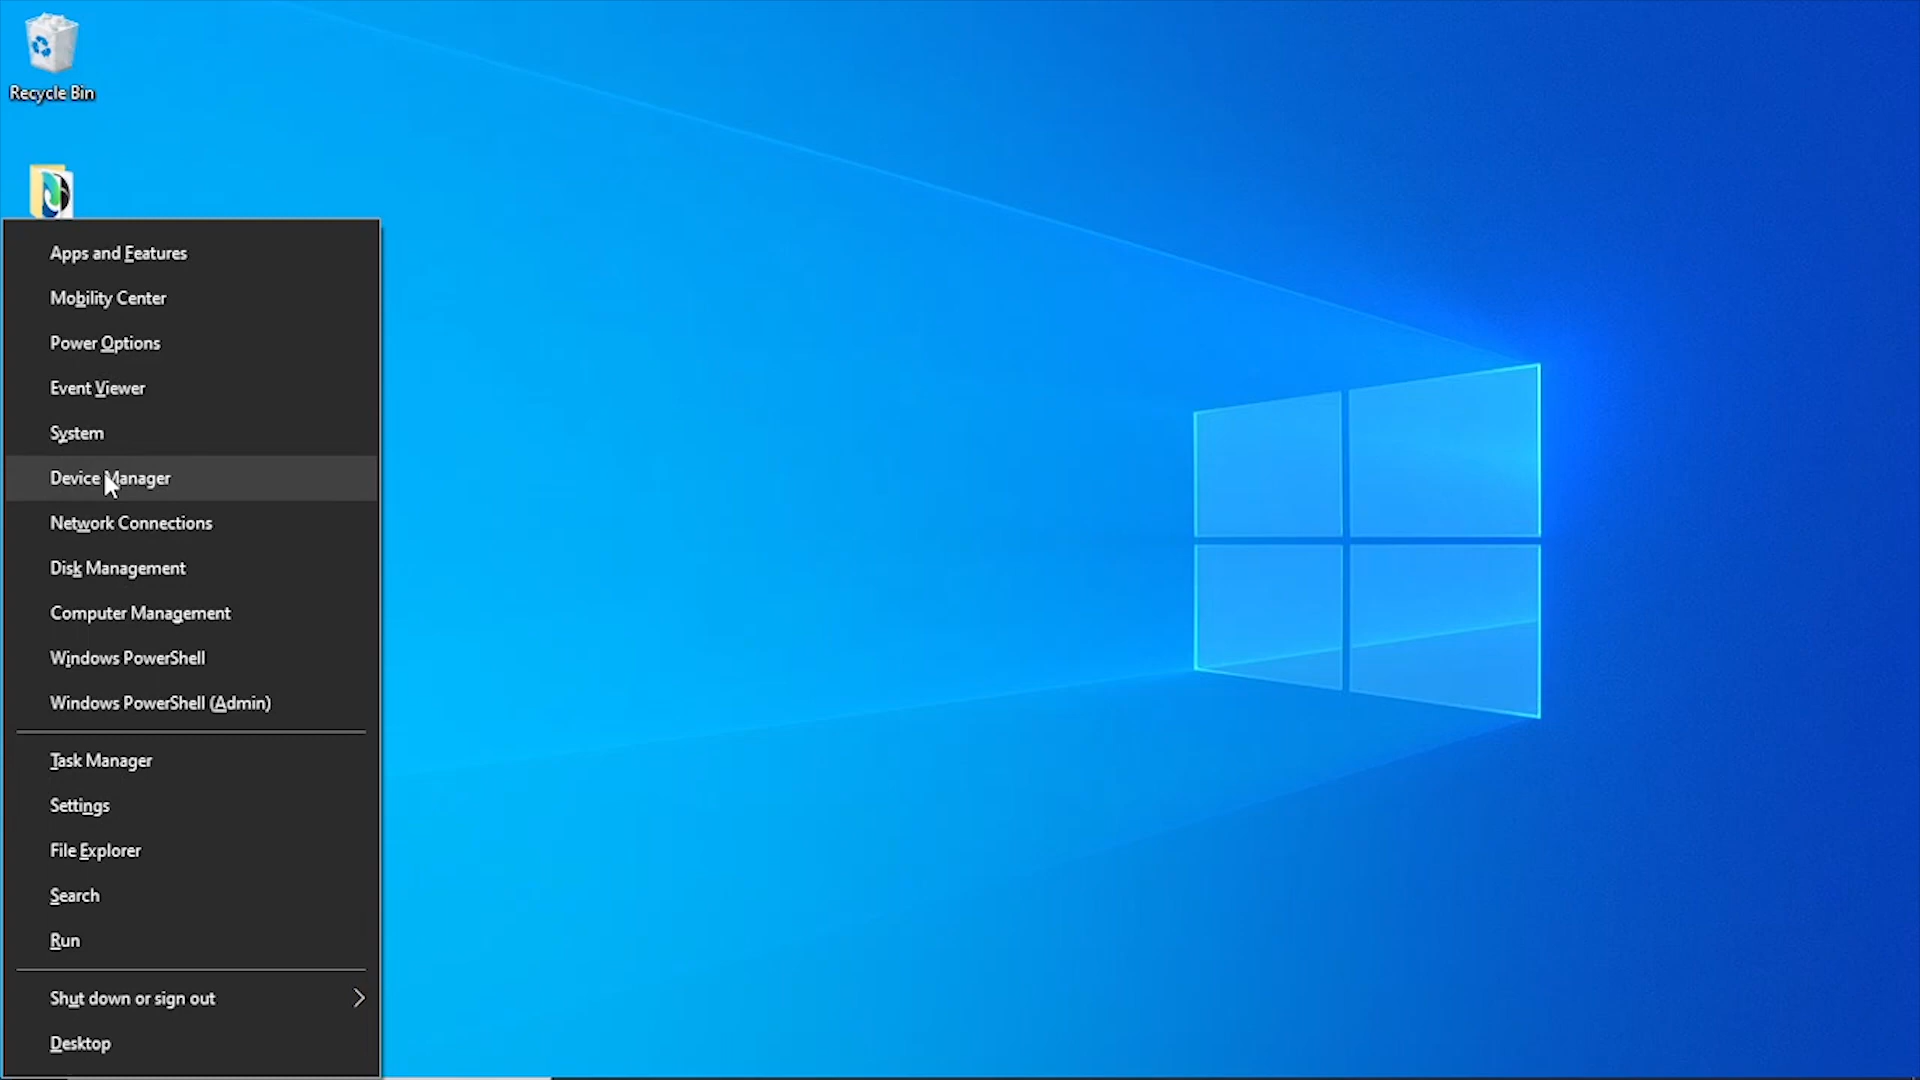 Recycle Bin
Apps and Features
Mobility Center
Power Options
Event Viewer
System
Device Manager
Network Connections
Disk Management
Computer Management
Windows PowerShell
Windows PowerShell (Admin)
Task Manager
Settings
File Explorer
Search
Run
Shut down or sign out
Desktop